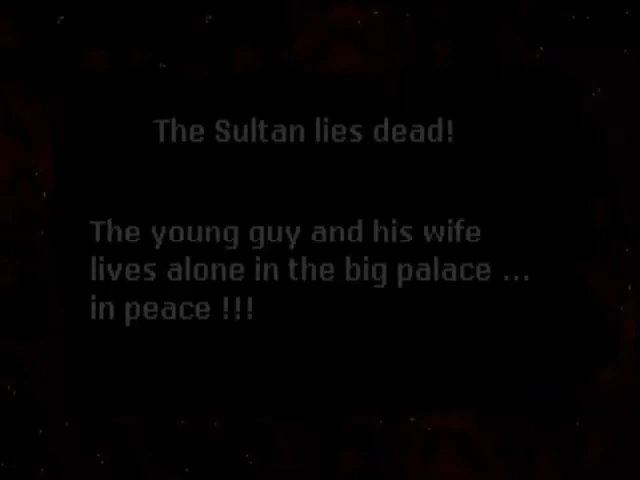 The Sultan lies dead!
The young guy and his wife
lives alone in the big palace ...
in peace !!!